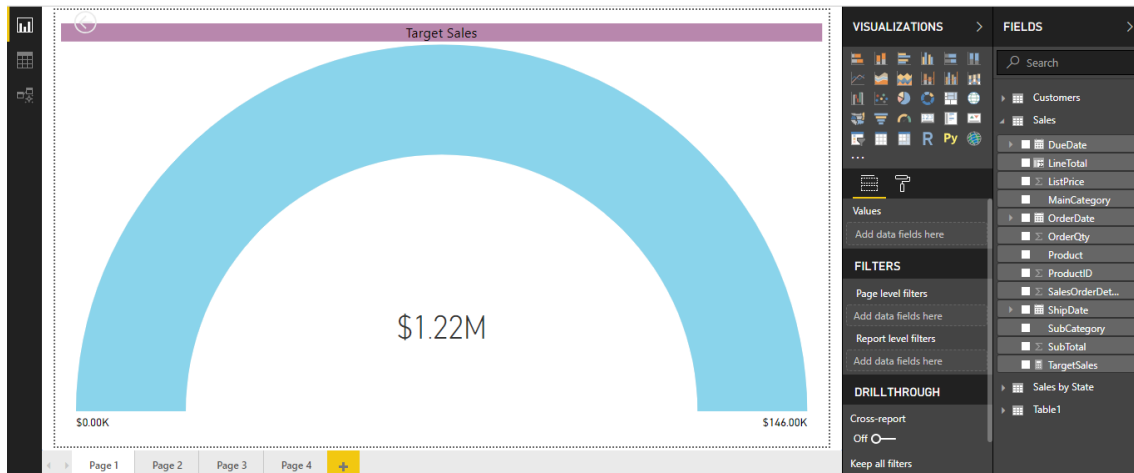 Target Sales
$1.22M
$0.00K
$146.00K
Page 1
Page 2
Page 3
Page 4
+
VISUALIZATIONS
R
Py
...
Values
Add data fields here
FILTERS
Page level filters
Add data fields here
Report level filters
Add data fields here
DRILLTHROUGH
Cross-report
Off
Keep all filters
FIELDS
Search
Customers
Sales
DueDate
LineTotal
Σ ListPrice
MainCategory
OrderDate
Σ OrderQty
Product
Σ ProductID
Σ SalesOrderDet...
ShipDate
SubCategory
Σ SubTotal
TargetSales
Sales by State
Table1